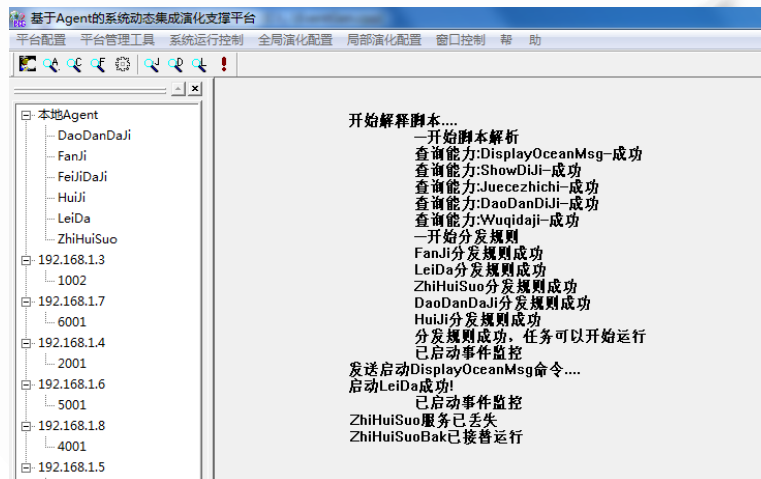 基于Agent的系统动态集成演化支撑平台
平台配置 平台管理工具 系统运行控制 全局演化配置 局部演化配置 窗口控制 帮 助
本地Agent
DaoDanDaJi
FanJi
FeiJiDaJi
HuiJi
LeiDa
ZhiHuiSuo
192.168.1.3
1002
192.168.1.7
6001
192.168.1.4
2001
192.168.1.6
5001
192.168.1.8
4001
192.168.1.5
开始解释脚本....
—开始脚本解析
查询能力:DisplayOceanMsg—成功
查询能力:ShowDiJi—成功
查询能力:Juecezhichi—成功
查询能力:DaoDanDiJi—成功
查询能力:Wuqidaji—成功
—开始分发规则
FanJi分发规则成功
LeiDa分发规则成功
ZhiHuiSuo分发规则成功
DaoDanDaJi分发规则成功
HuiJi分发规则成功
分发规则成功，任务可以开始运行
已启动事件监控
发送启动DisplayOceanMsg命令....
启动LeiDa成功!
已启动事件监控
ZhiHuiSuo服务已丢失
ZhiHuiSuoBak已接替运行